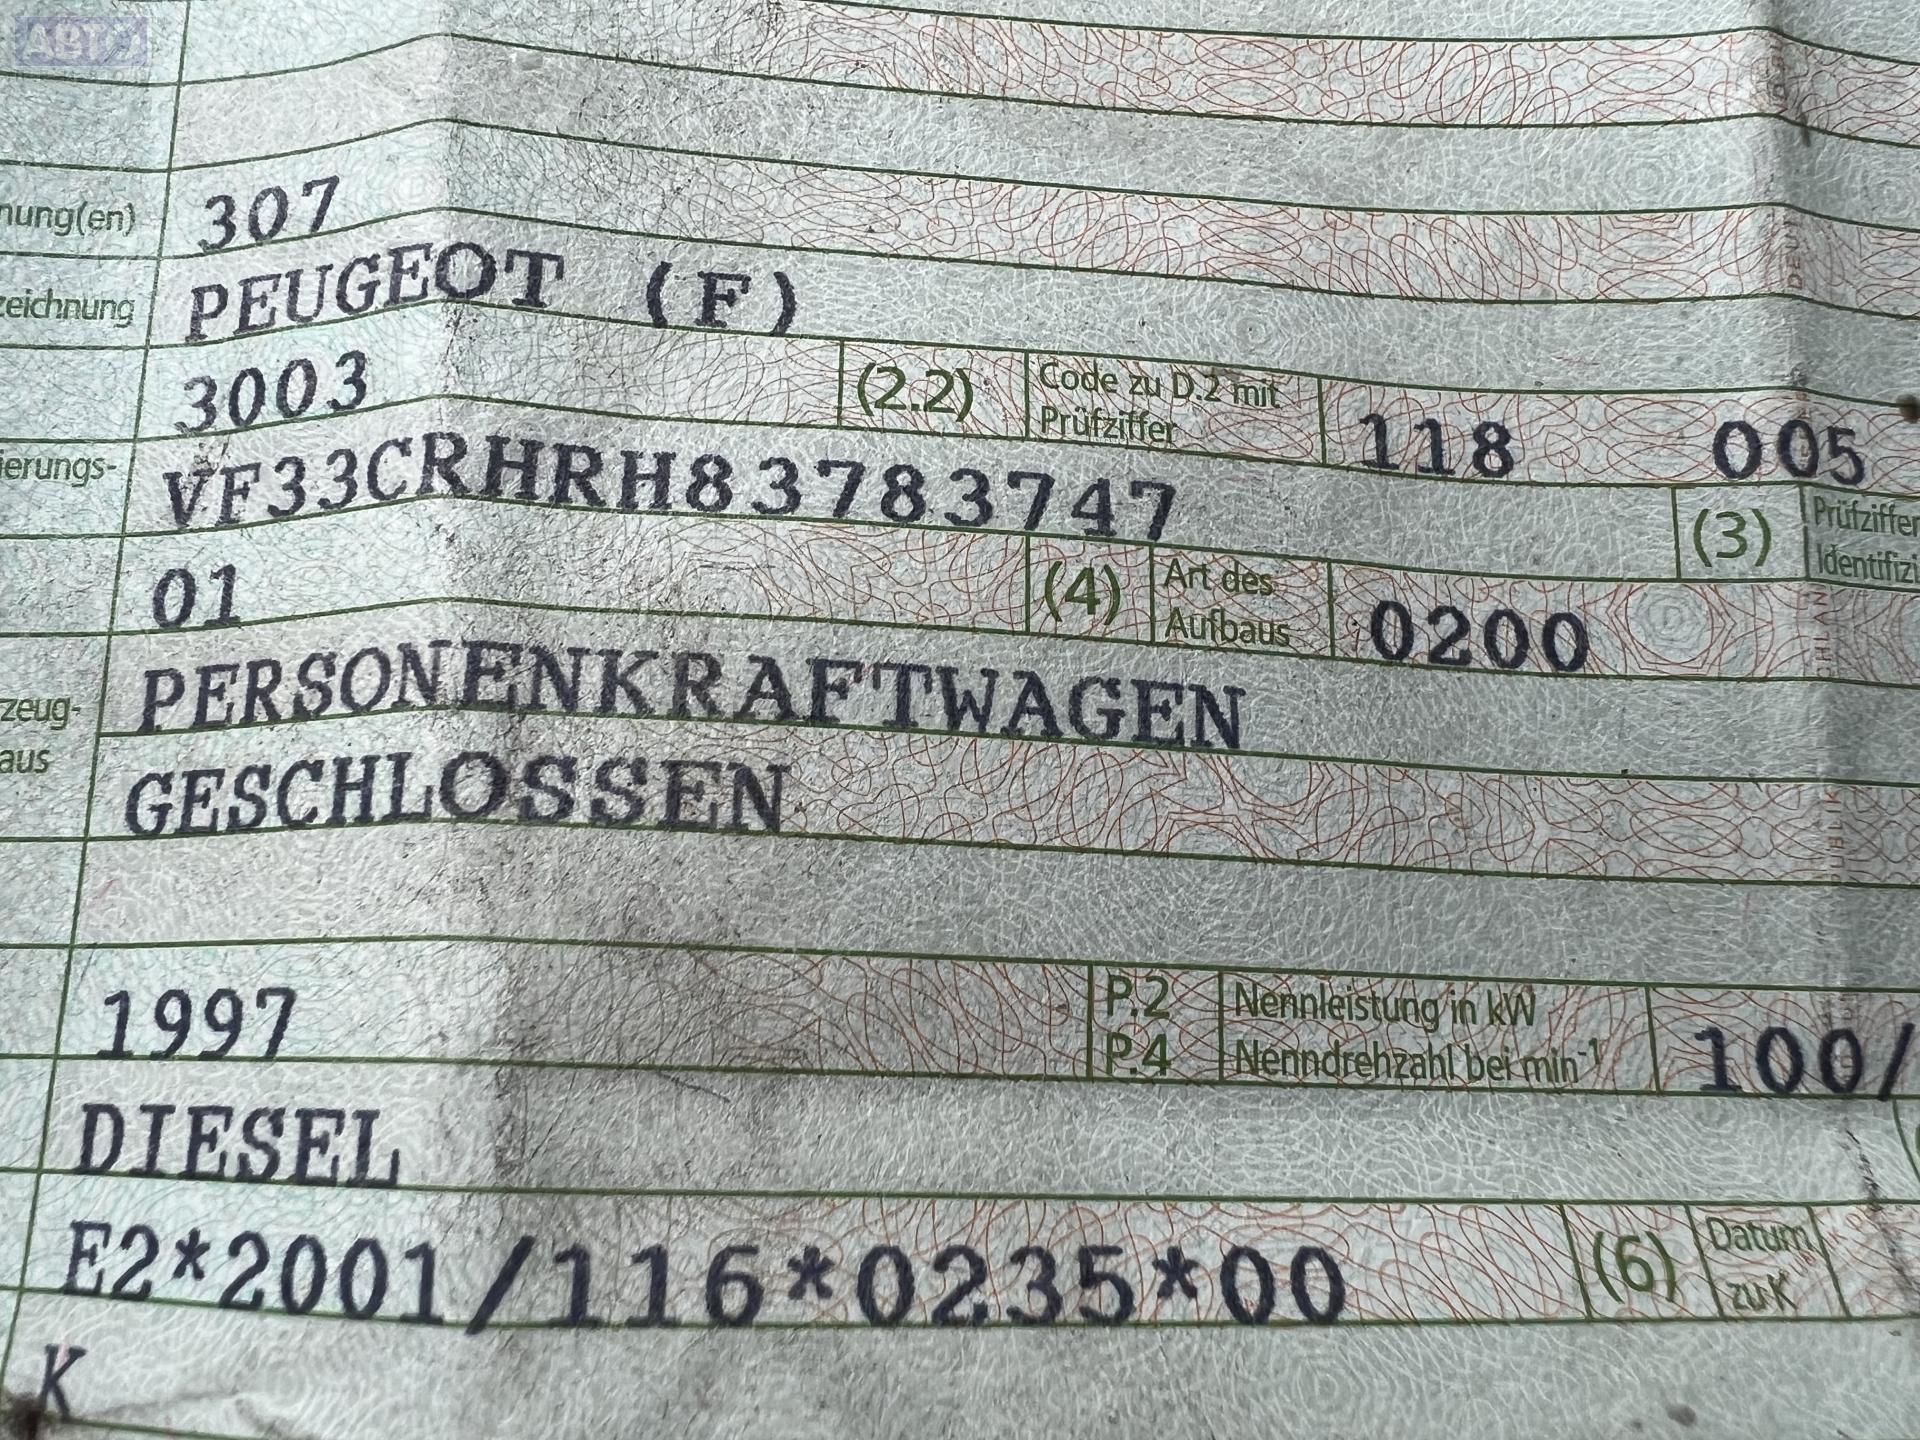 АВТО
nung(en) 307
zeichnung PEUGEOT (F)
3003 (2.2) Code zu D.2 mit Prüfziffer 118 005
ierungs- VF33CRHRH83783747 (3) Prüfziffer Identifizi
01 (4) Art des Aufbaus 0200
zeug- PERSONENKRAFTWAGEN
aus GESCHLOSSEN
1997 P.2 Nennleistung in kW 100/
P.4 Nenndrehzahl bei min-1
DIESEL
E2*2001/116*0235*00 (6) Datum zu K
K